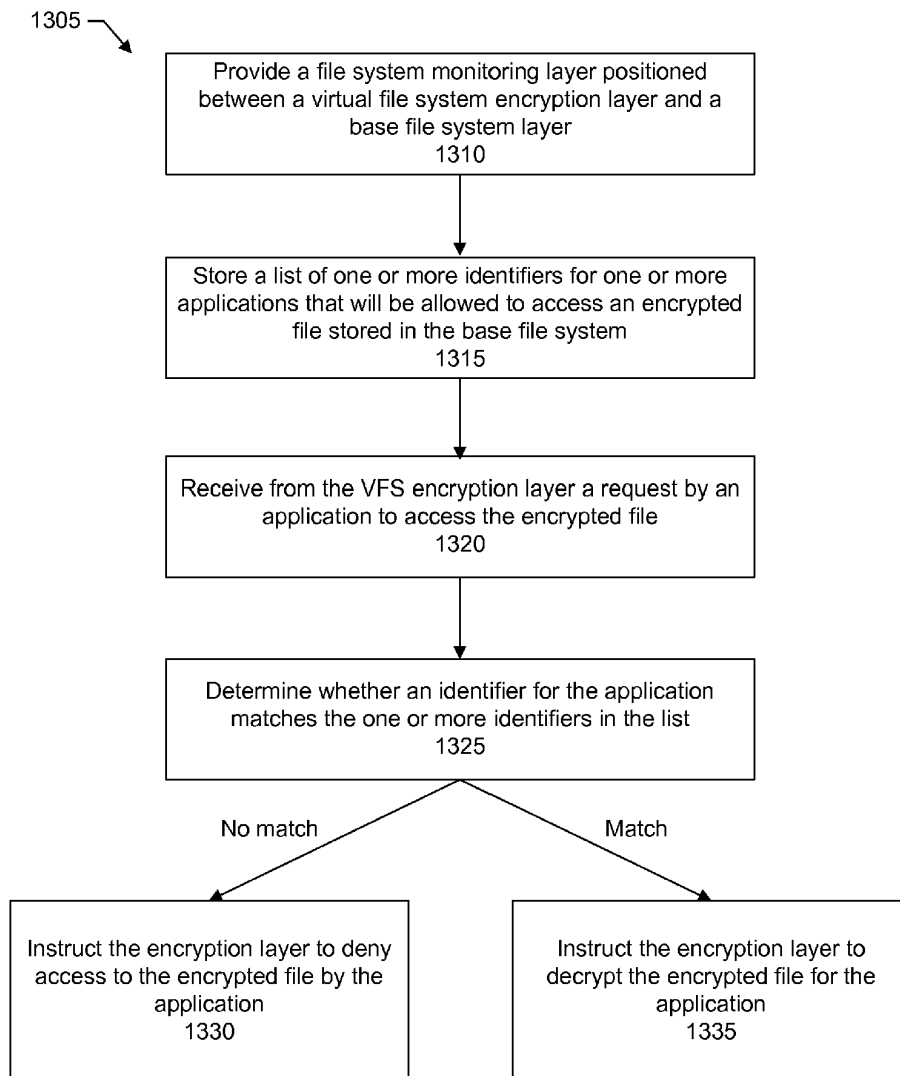 1305
Provide a file system monitoring layer positioned
between a virtual file system encryption layer and a
base file system layer
1310
Store a list of one or more identifiers for one or more
applications that will be allowed to access an encrypted
file stored in the base file system
1315
Receive from the VFS encryption layer a request by an
application to access the encrypted file
1320
Determine whether an identifier for the application
matches the one or more identifiers in the list
1325
No match
Match
Instruct the encryption layer to deny
access to the encrypted file by the
application
1330
Instruct the encryption layer to
decrypt the encrypted file for the
application
1335